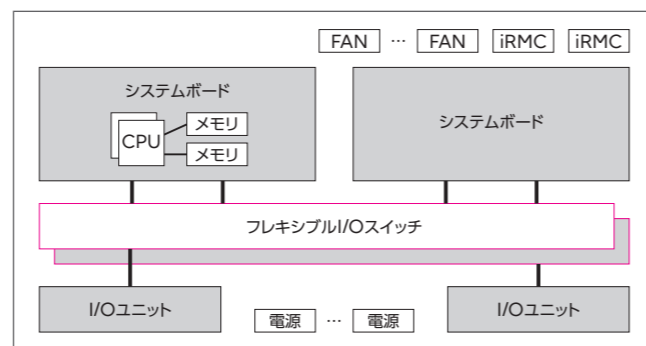 FAN … FAN iRMC iRMC
システムボード
CPU
メモリ
メモリ
システムボード
フレキシブルI/Oスイッチ
I/Oユニット
電源 … 電源
I/Oユニット